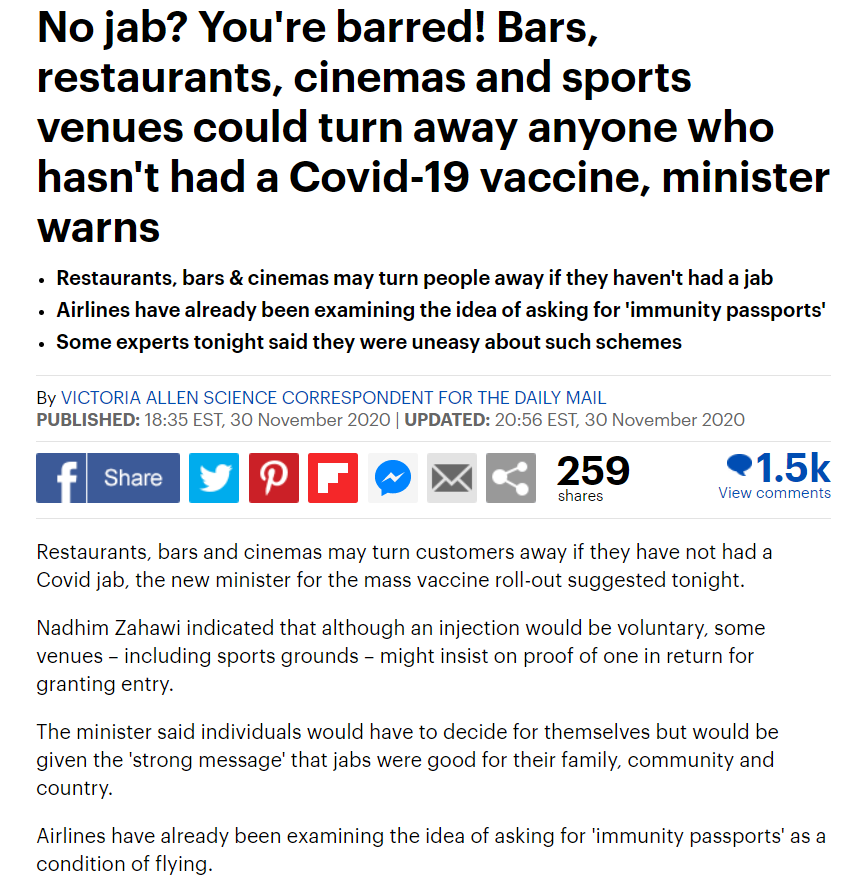 No jab? You're barred! Bars,
restaurants, cinemas and sports
venues could turn away anyone who
hasn't had a Covid-19 vaccine, minister
warns
• Restaurants, bars & cinemas may turn people away if they haven't had a jab
• Airlines have already been examining the idea of asking for 'immunity passports'
• Some experts tonight said they were uneasy about such schemes
By VICTORIA ALLEN SCIENCE CORRESPONDENT FOR THE DAILY MAIL
PUBLISHED: 18:35 EST, 30 November 2020 | UPDATED: 20:56 EST, 30 November 2020
Share
259
shares
1.5k
View comments
Restaurants, bars and cinemas may turn customers away if they have not had a
Covid jab, the new minister for the mass vaccine roll-out suggested tonight.
Nadhim Zahawi indicated that although an injection would be voluntary, some
venues – including sports grounds – might insist on proof of one in return for
granting entry.
The minister said individuals would have to decide for themselves but would be
given the 'strong message' that jabs were good for their family, community and
country.
Airlines have already been examining the idea of asking for 'immunity passports' as a
condition of flying.